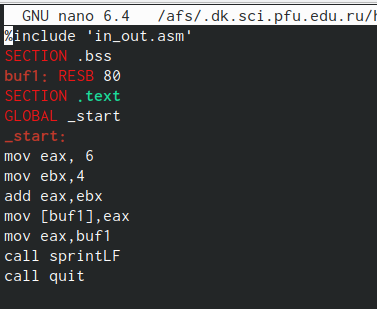 GNU nano 6.4 /afs/.dk.sci.pfu.edu.ru/h
%include 'in_out.asm'
SECTION .bss
buf1: RESB 80
SECTION .text
GLOBAL _start
_start:
mov eax, 6
mov ebx,4
add eax,ebx
mov [buf1],eax
mov eax,buf1
call sprintLF
call quit